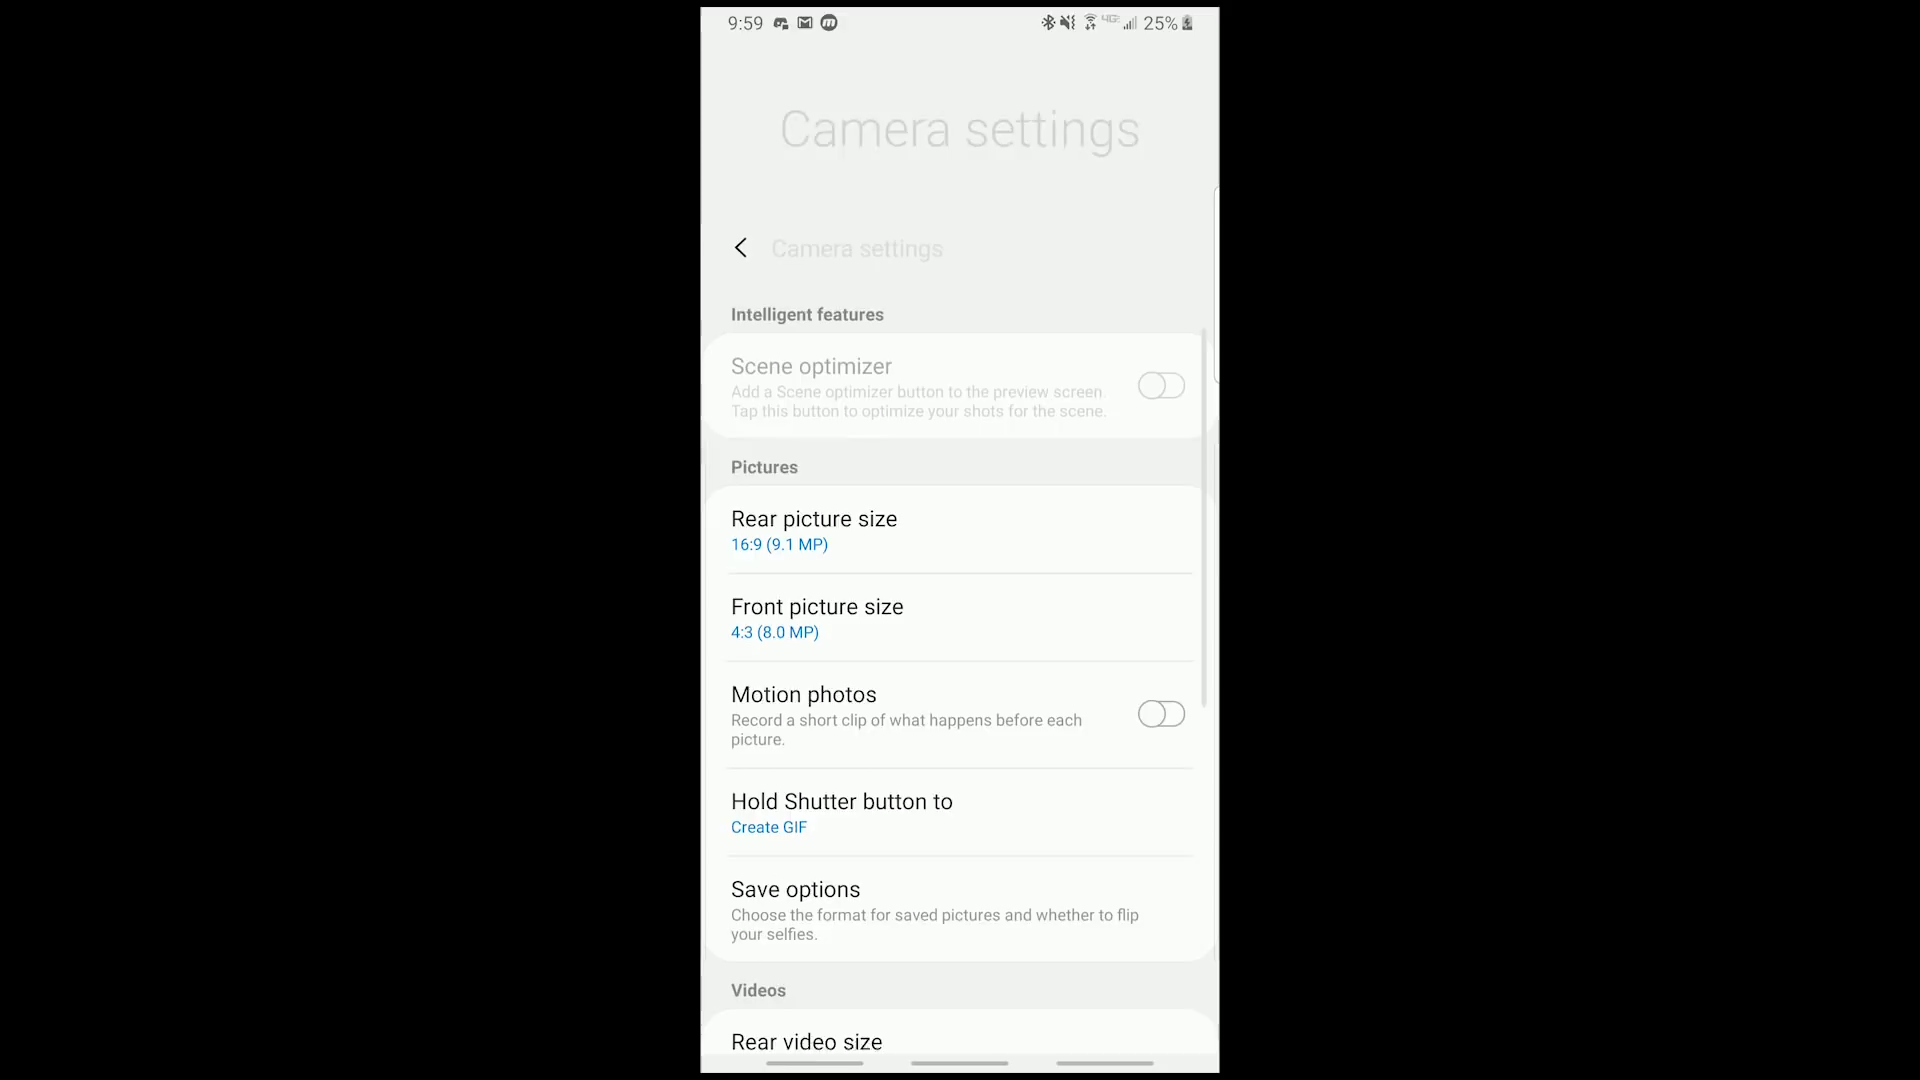 9:59 4G 25%
Camera settings
Camera settings
Intelligent features
Scene optimizer
Add a Scene optimizer button to the preview screen.
Tap this button to optimize your shots for the scene.
Pictures
Rear picture size
16:9 (9.1 MP)
Front picture size
4:3 (8.0 MP)
Motion photos
Record a short clip of what happens before each
picture.
Hold Shutter button to
Create GIF
Save options
Choose the format for saved pictures and whether to flip
your selfies.
Videos
Rear video size